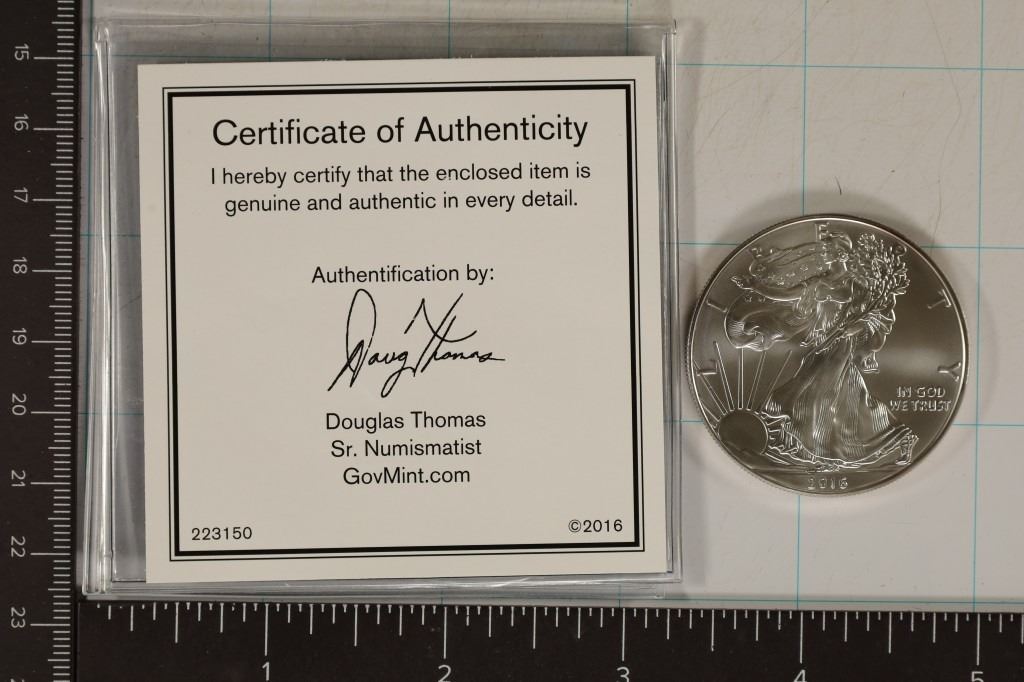 Certificate of Authenticity
I hereby certify that the enclosed item is
genuine and authentic in every detail.
Authentification by:
Doug Thomas
Douglas Thomas
Sr. Numismatist
GovMint.com
223150
©2016
LIBERTY
IN GOD
WE TRUST
2016
15
16
17
18
19
20
21
22
23
1
2
3
4
5